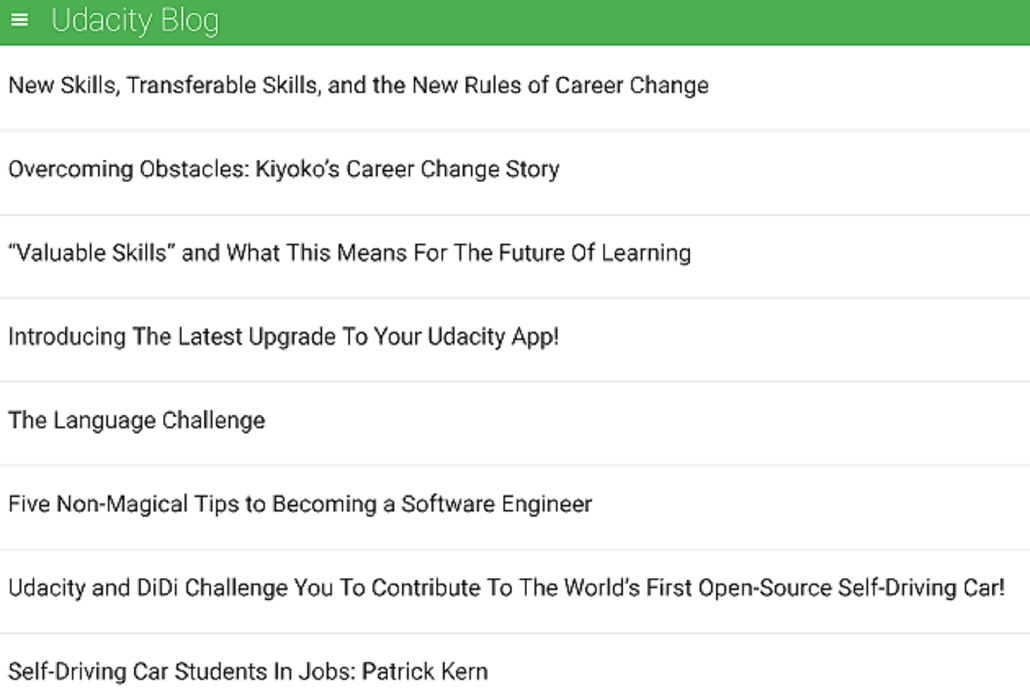 Udacity Blog
New Skills, Transferable Skills, and the New Rules of Career Change
Overcoming Obstacles: Kiyoko’s Career Change Story
“Valuable Skills” and What This Means For The Future Of Learning
Introducing The Latest Upgrade To Your Udacity App!
The Language Challenge
Five Non-Magical Tips to Becoming a Software Engineer
Udacity and DiDi Challenge You To Contribute To The World’s First Open-Source Self-Driving Car!
Self-Driving Car Students In Jobs: Patrick Kern